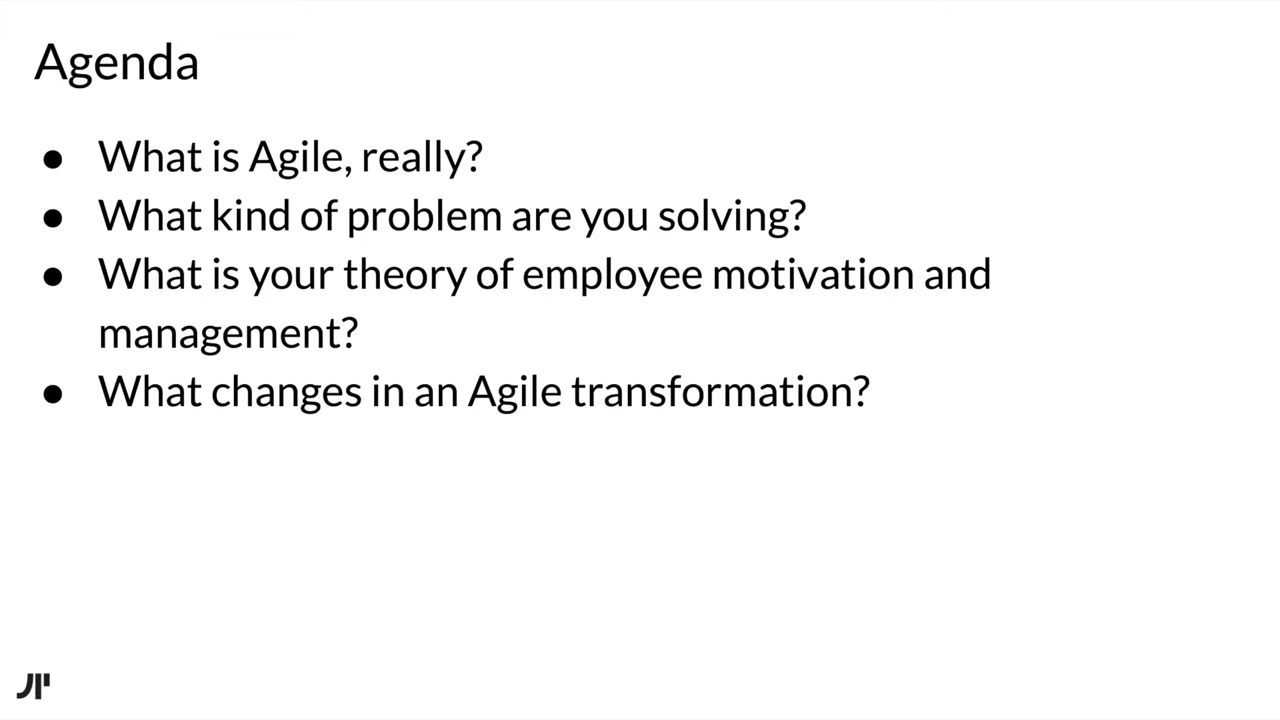 Agenda
● What is Agile, really?
● What kind of problem are you solving?
● What is your theory of employee motivation and
management?
● What changes in an Agile transformation?